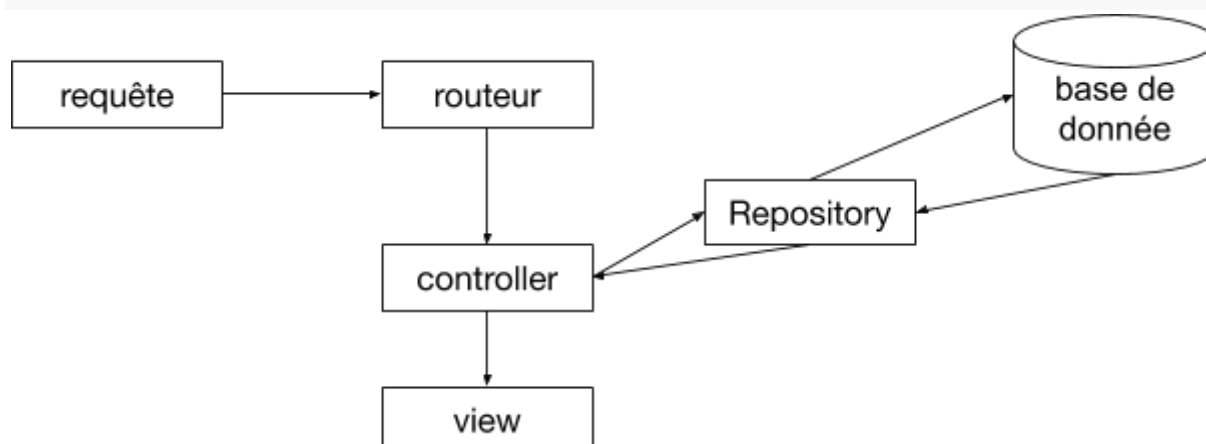 requête
routeur
base de
donnée
Repository
controller
view